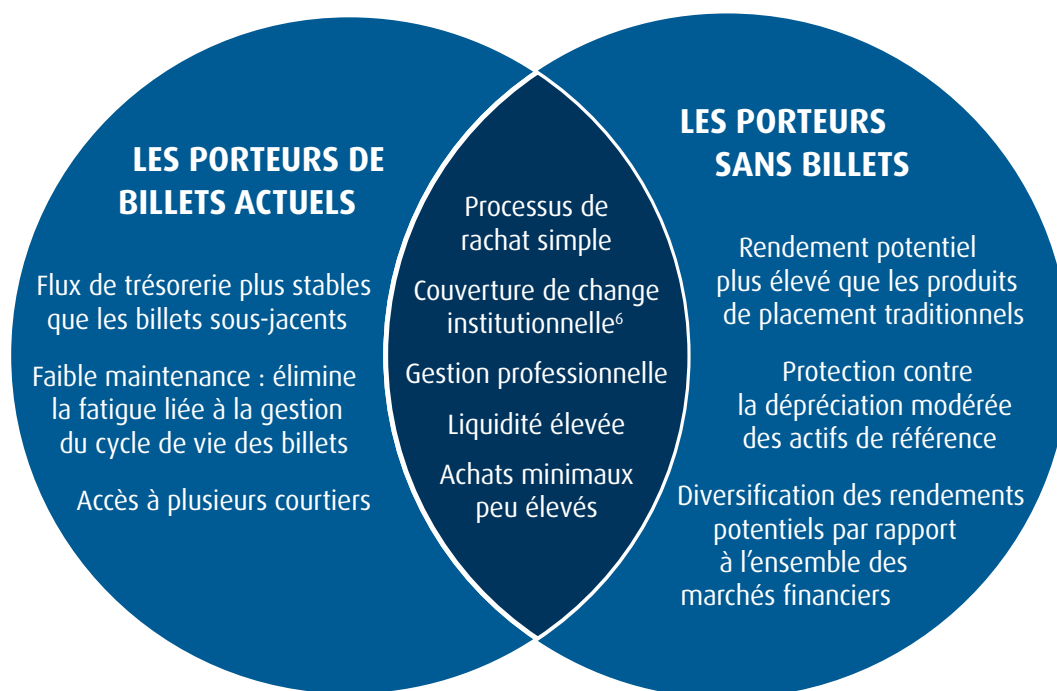 LES PORTEURS DE
BILLETS ACTUELS
Flux de trésorerie plus stables
que les billets sous-jacents
Faible maintenance : élimine
la fatigue liée à la gestion
du cycle de vie des billets
Accès à plusieurs courtiers
Processus de
rachat simple
Couverture de change
institutionnelle⁶
Gestion professionnelle
Liquidité élevée
Achats minimaux
peu élevés
LES PORTEURS
SANS BILLETS
Rendement potentiel
plus élevé que les produits
de placement traditionnels
Protection contre
la dépréciation modérée
des actifs de référence
Diversification des rendements
potentiels par rapport
à l’ensemble des
marchés financiers